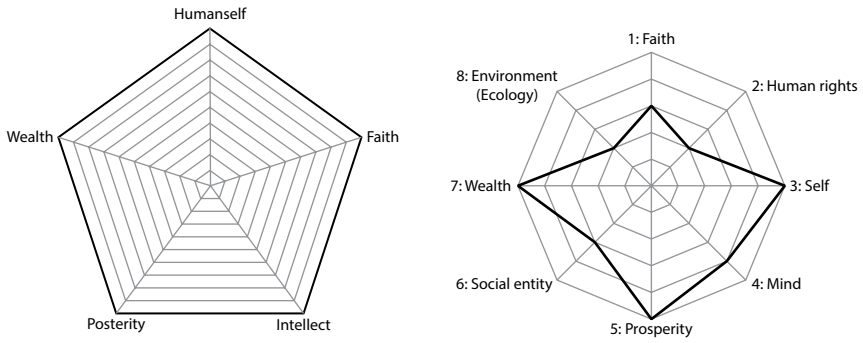 Humanself
Wealth
Faith
Posterity
Intellect
1: Faith
8: Environment
(Ecology)
2: Human rights
7: Wealth
3: Self
6: Social entity
4: Mind
5: Prosperity